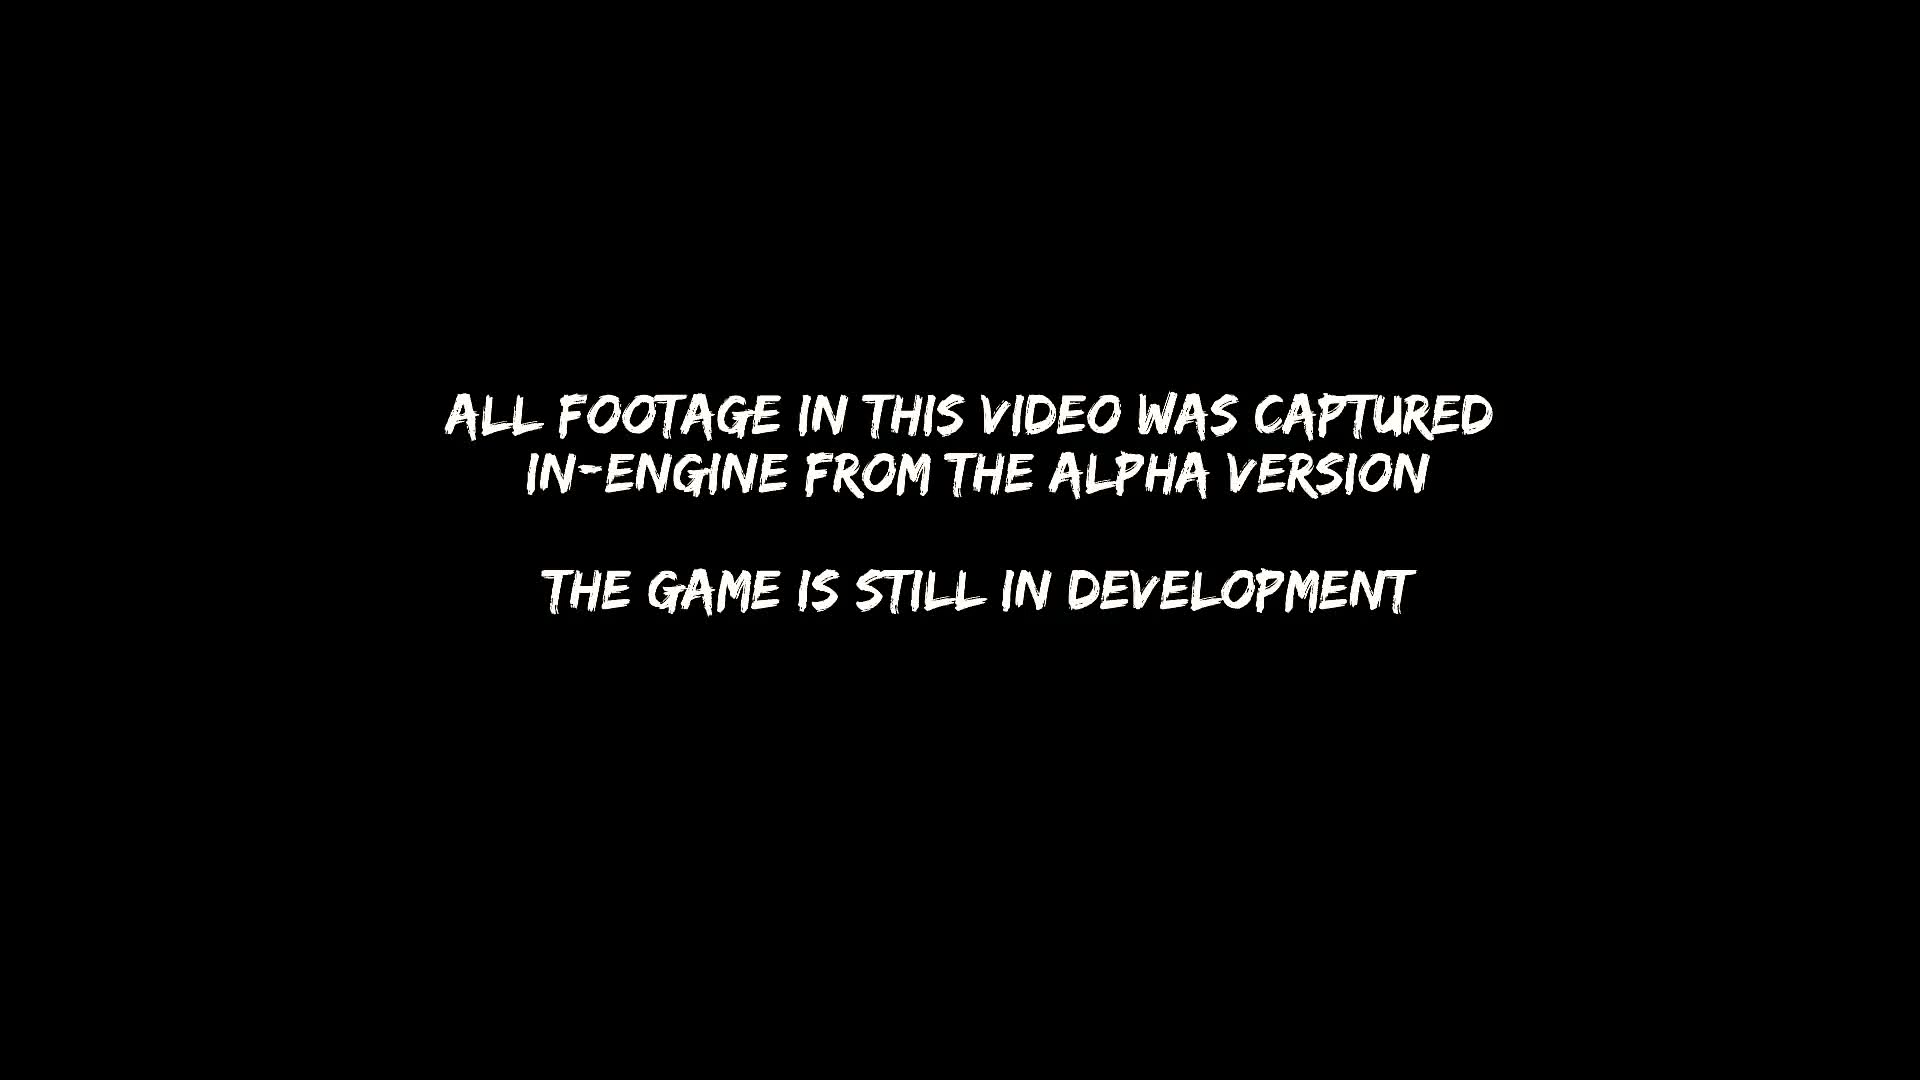 ALL FOOTAGE IN THIS VIDEO WAS CAPTURED
IN-ENGINE FROM THE ALPHA VERSION
THE GAME IS STILL IN DEVELOPMENT